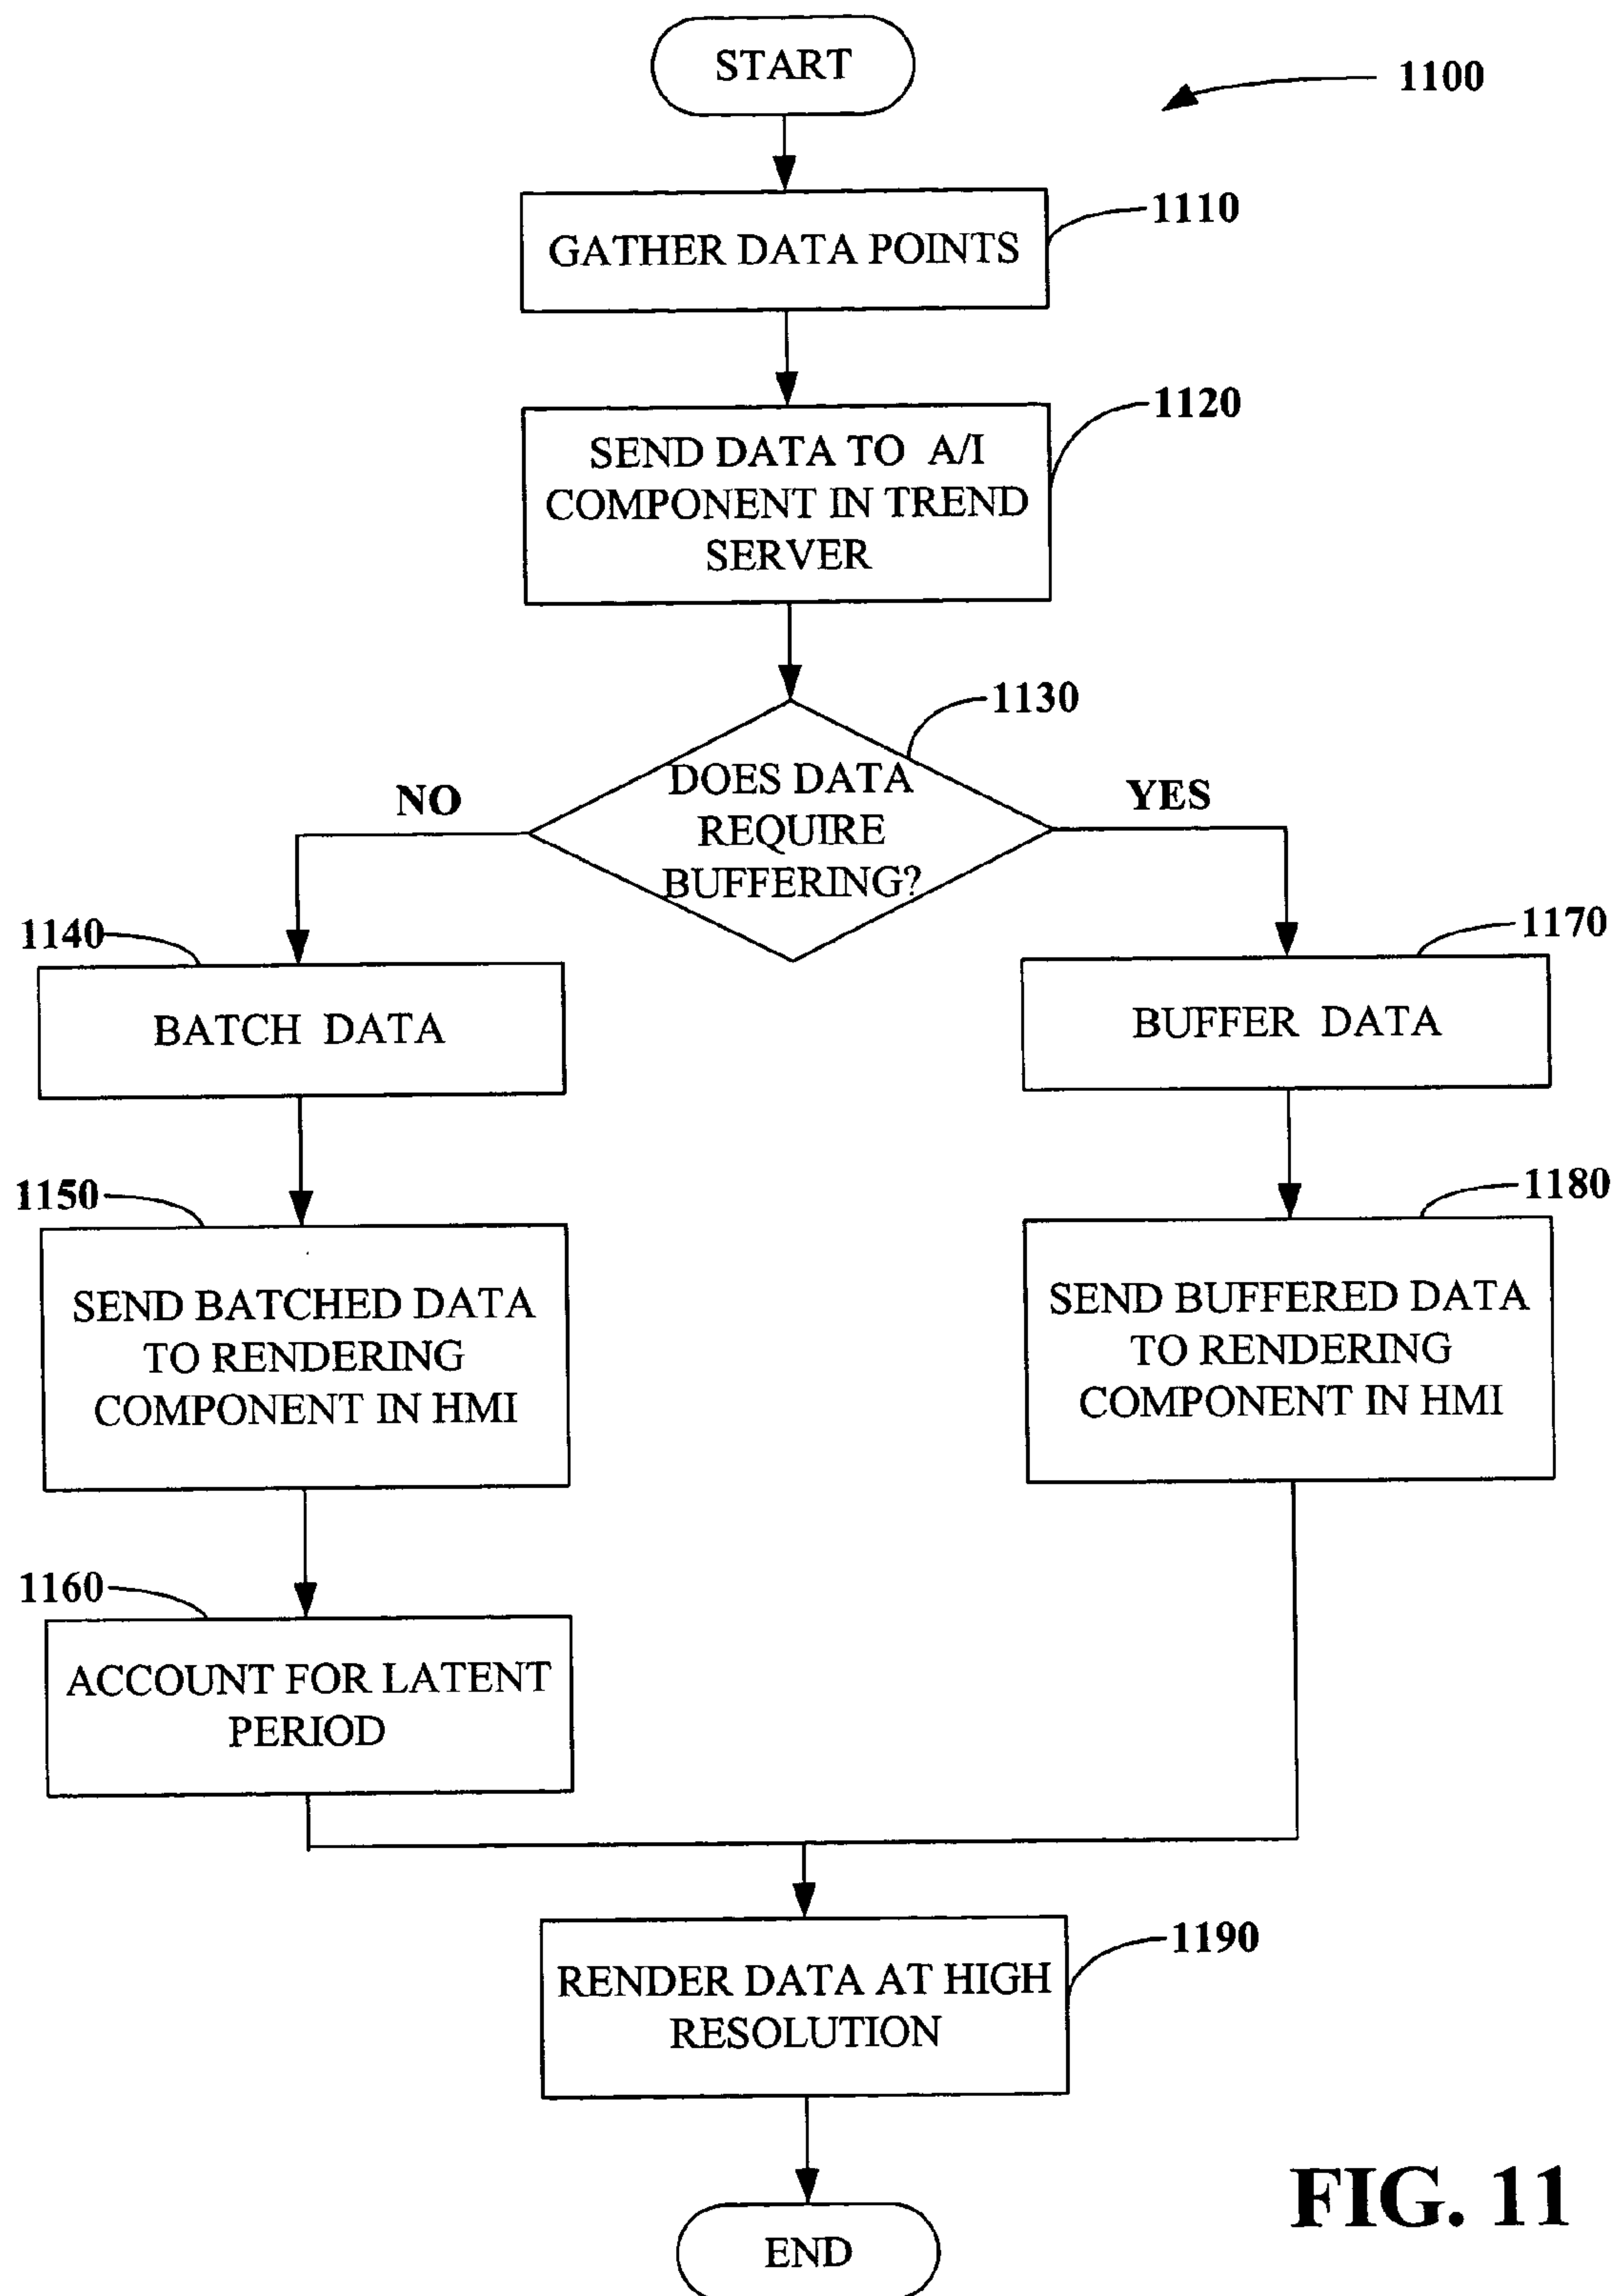 START
1100
GATHER DATA POINTS
1110
SEND DATA TO A/I
COMPONENT IN TREND
SERVER
1120
1130
DOES DATA
REQUIRE
BUFFERING?
NO
YES
1140
BATCH DATA
1170
BUFFER DATA
1150
SEND BATCHED DATA
TO RENDERING
COMPONENT IN HMI
1180
SEND BUFFERED DATA
TO RENDERING
COMPONENT IN HMI
1160
ACCOUNT FOR LATENT
PERIOD
1190
RENDER DATA AT HIGH
RESOLUTION
END
FIG. 11